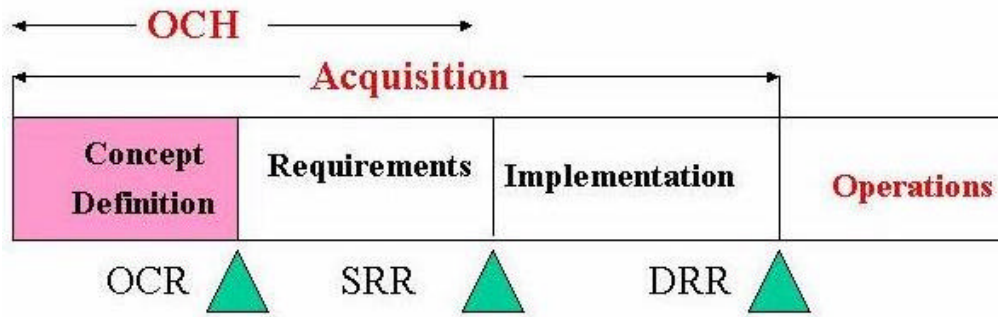 OCH
Acquisition
Concept
Definition
Requirements
Implementation
Operations
OCR
SRR
DRR